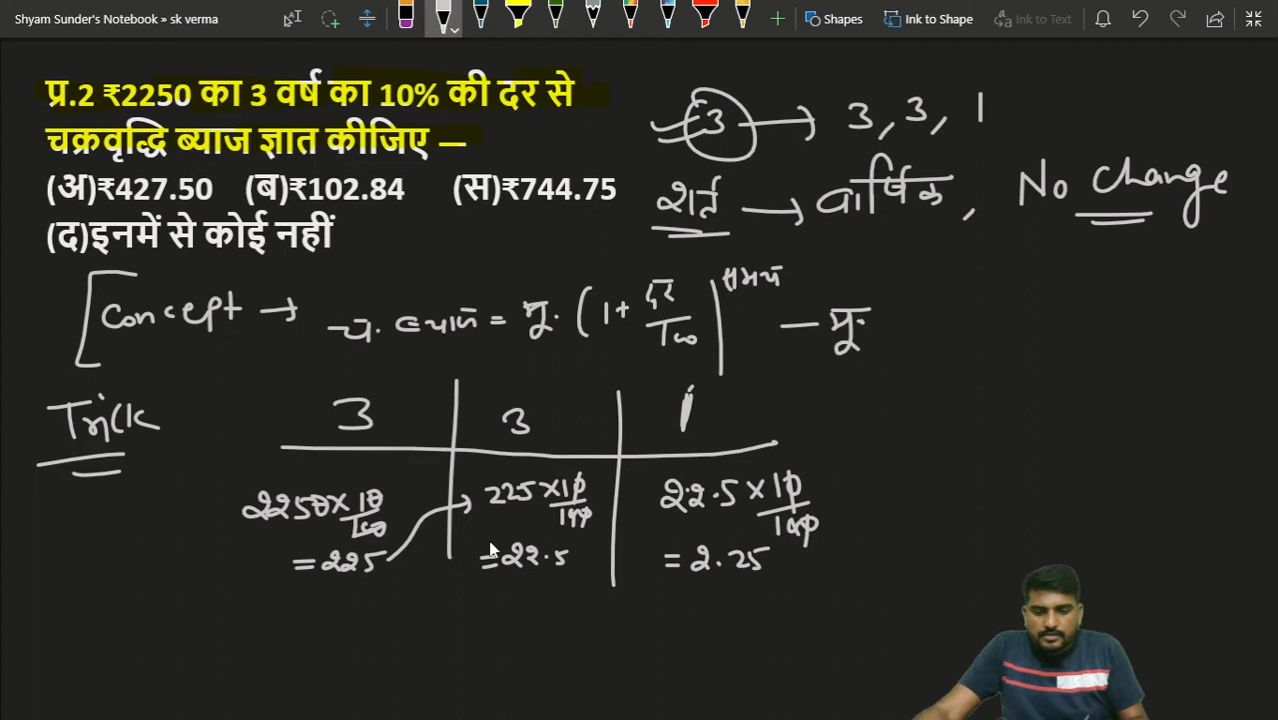 Shyam Sunder's Notebook » sk verma
Shapes
Ink to Shape
Ink to Text
प्र.2 ₹2250 का 3 वर्ष का 10% की दर से
चक्रवृद्धि ब्याज ज्ञात कीजिए —
(अ)₹427.50 (ब)₹102.84 (स)₹744.75
(द)इनमें से कोई नहीं
3 → 3, 3, 1
शर्त → वार्षिक, No change
Concept → च. ब्याज = मू. (1 + दर/100)^समय — मू.
Trick
3 | 3 | 1
2250 × 10/100 | 225 × 10/100 | 22.5 × 10/100
= 225 | = 22.5 | = 2.25